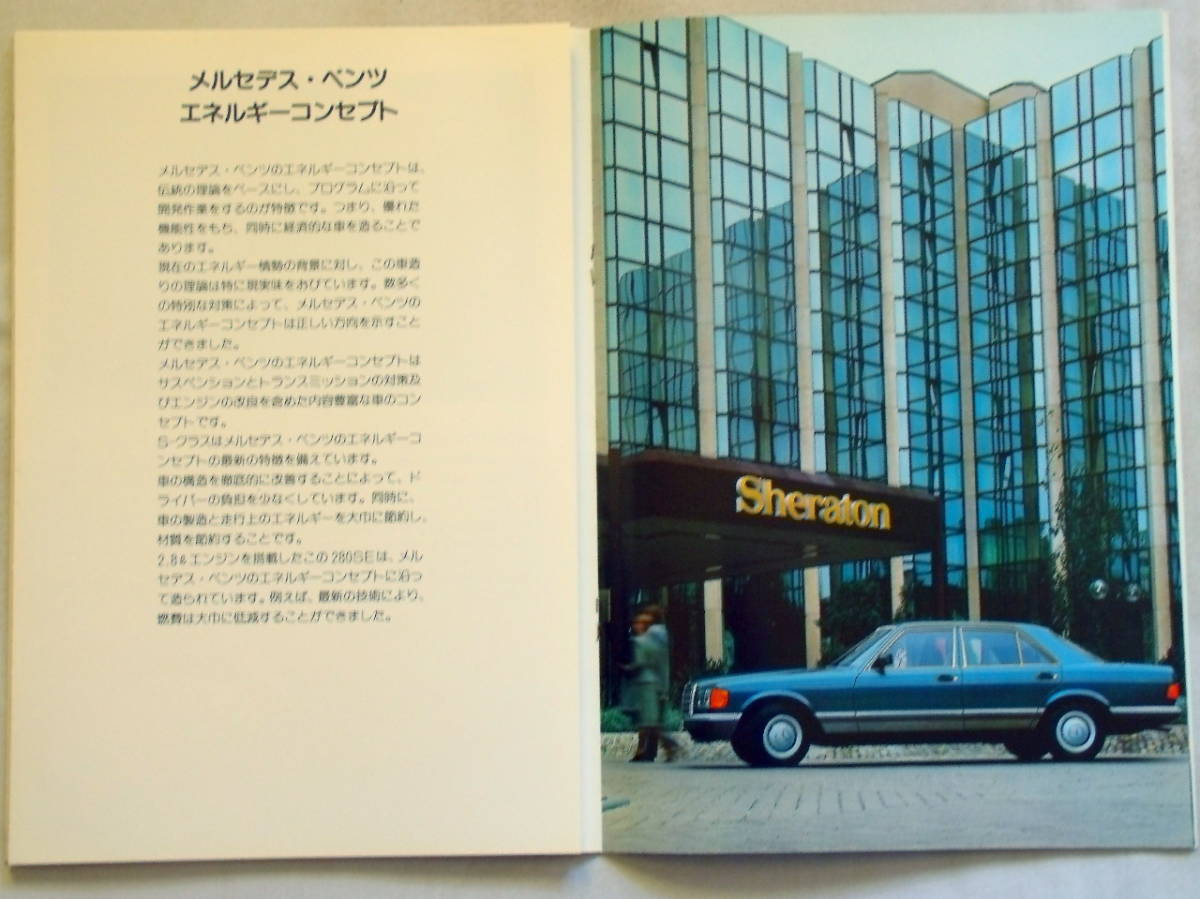 メルセデス・ベンツ
エネルギーコンセプト
メルセデス・ベンツのエネルギーコンセプトは、
伝統の理論をベースにし、プログラムに沿って
開発作業をするのが特徴です。つまり、優れた
機能性をもち、同時に経済的な車を造ることで
あります。
現在のエネルギー情勢の背景に対し、この車造
りの理論は特に現実味をおびています。数多く
の特別な対策によって、メルセデス・ベンツの
エネルギーコンセプトは正しい方向を示すこと
ができました。
メルセデス・ベンツのエネルギーコンセプトは
サスペンションとトランスミッションの対策及
びエンジンの改良を含めた内容豊富な車のコン
セプトです。
S-クラスはメルセデス・ベンツのエネルギーコ
ンセプトの最新の特徴を備えています。
車の構造を徹底的に改善することによって、ド
ライバーの負担を少なくしています。同時に、
車の製造と走行上のエネルギーを大巾に節約し、
材質を節約することです。
2.8ℓエンジンを搭載したこの280SEは、メル
セデス・ベンツのエネルギーコンセプトに沿っ
て造られています。例えば、最新の技術により、
燃費は大巾に低減することができました。
Sheraton